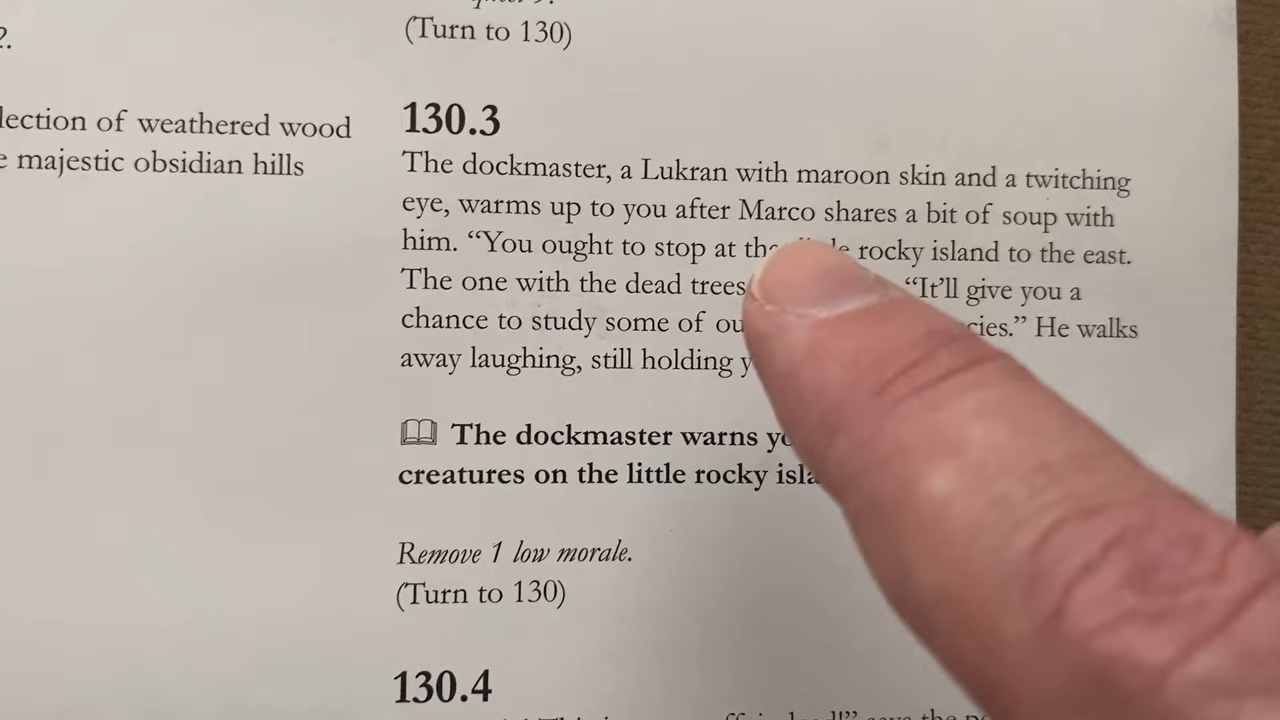 (Turn to 130)
lection of weathered wood
majestic obsidian hills
130.3
The dockmaster, a Lukran with maroon skin and a twitching
eye, warms up to you after Marco shares a bit of soup with
him. “You ought to stop at the rocky island to the east.
The one with the dead trees “It’ll give you a
chance to study some of He walks
away laughing, still holding
The dockmaster warns
creatures on the little rocky
Remove 1 low morale.
(Turn to 130)
130.4